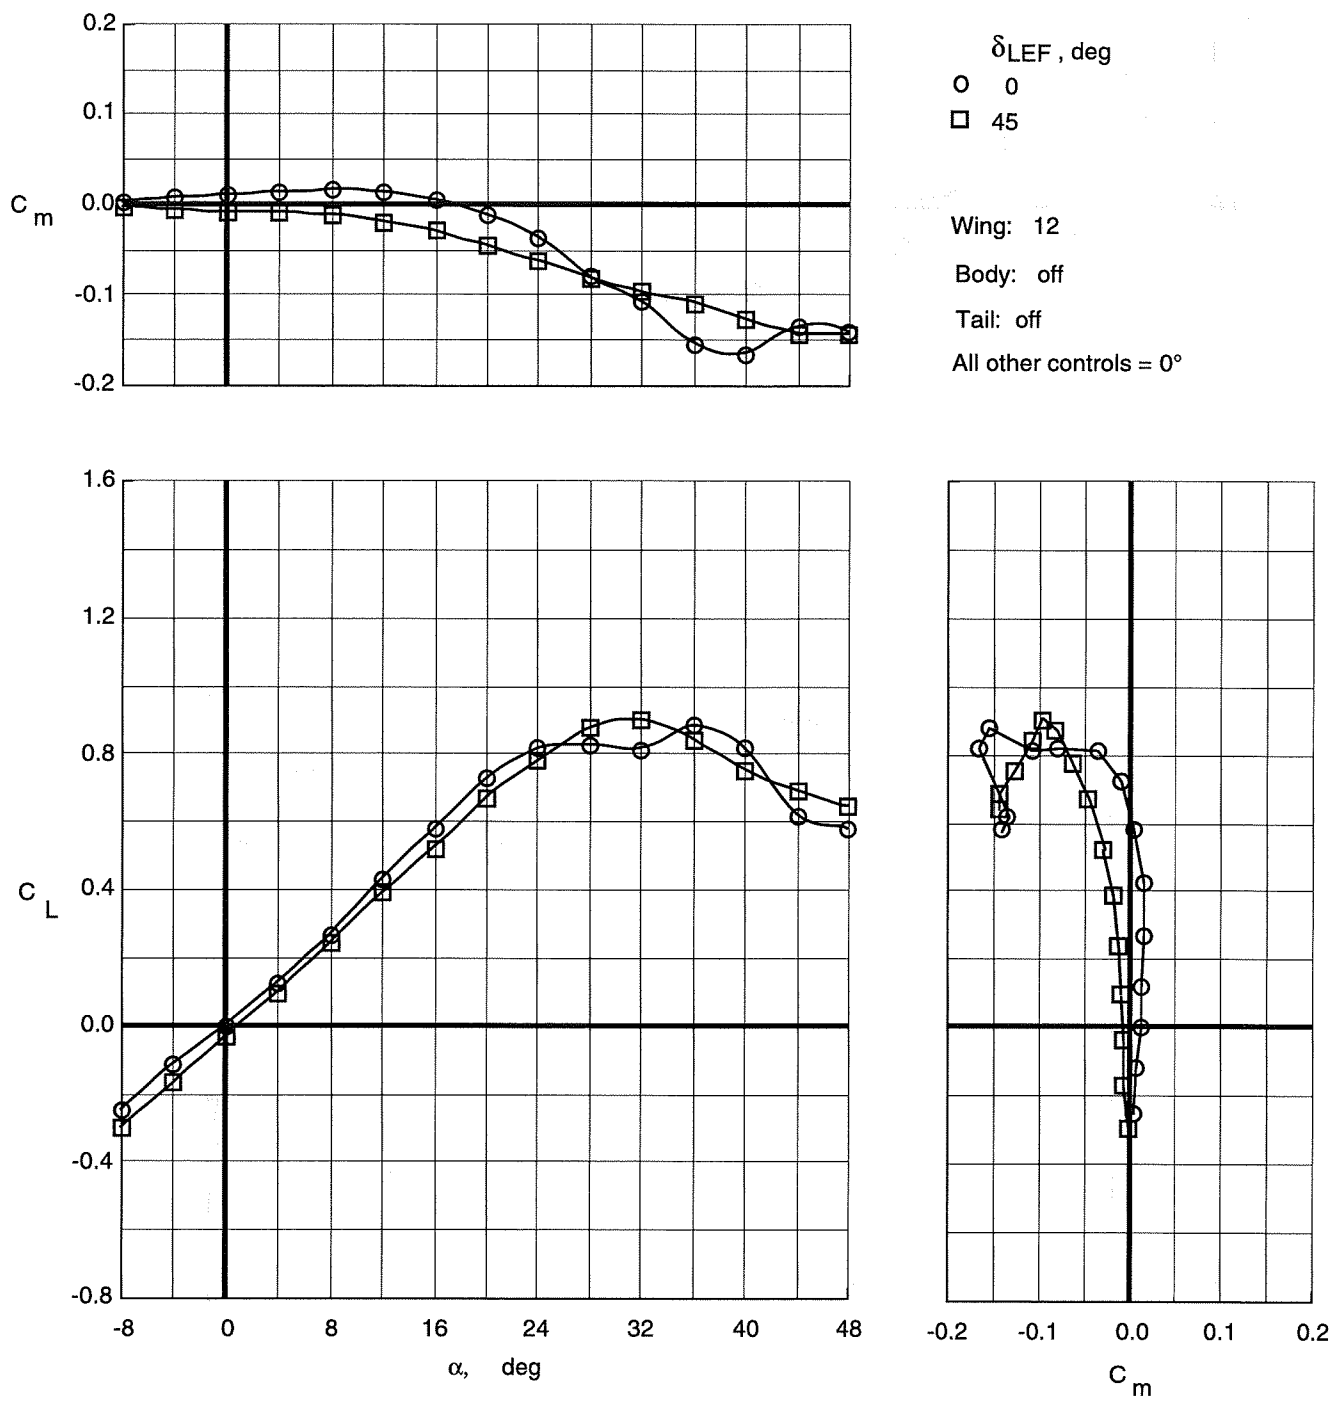 0.2
0.1
0.0
-0.1
-0.2
C m
δLEF , deg
0
45
Wing: 12
Body: off
Tail: off
All other controls = 0°
1.6
1.2
0.8
0.4
0.0
-0.4
-0.8
C L
-8 0 8 16 24 32 40 48
α, deg
-0.2 -0.1 0.0 0.1 0.2
C m